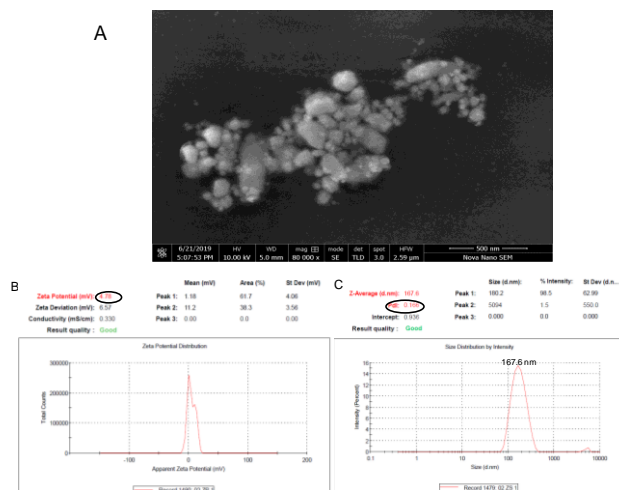 A
6/21/2019 HV WD mag mode det spot HFW 500 nm
5:07:53 PM 10.00 kV 5.0 mm 80 000 x SE TLD 3.0 2.59 µm Nova Nano SEM
B
Mean (mV) Area (%) St Dev (mV)
Zeta Potential (mV) Peak 1: 1.18 61.7 4.06
Zeta Deviation (mV): 6.57 Peak 2: 11.2 38.3 3.56
Conductivity (mS/cm): 0.330 Peak 3: 0.00 0.0 0.00
Result quality : Good
Zeta Potential Distribution
Total Counts
300000
200000
100000
0
-100 0 100 200
Apparent Zeta Potential (mV)
C
Size (d.nm): % Intensity: St Dev (d.n...
Z-Average (d.nm): 167.6 Peak 1: 98.5 62.99
Peak 2: 5094 1.5 550.0
Intercept: 0.936 Peak 3: 0.000 0.0 0.000
Result quality : Good
Size Distribution by Intensity
167.6 nm
Intensity (Percent)
16
14
12
10
8
6
4
2
0
0.1 1 10 100 1000 10000
Size (d.nm)